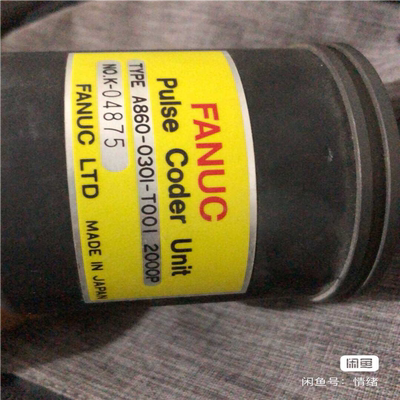 FANUC
Pulse Coder Unit
TYPE A860-0301-T001 2000P
NO.K-04875
FANUC LTD MADE IN JAPAN
闲鱼
闲鱼号：情绪